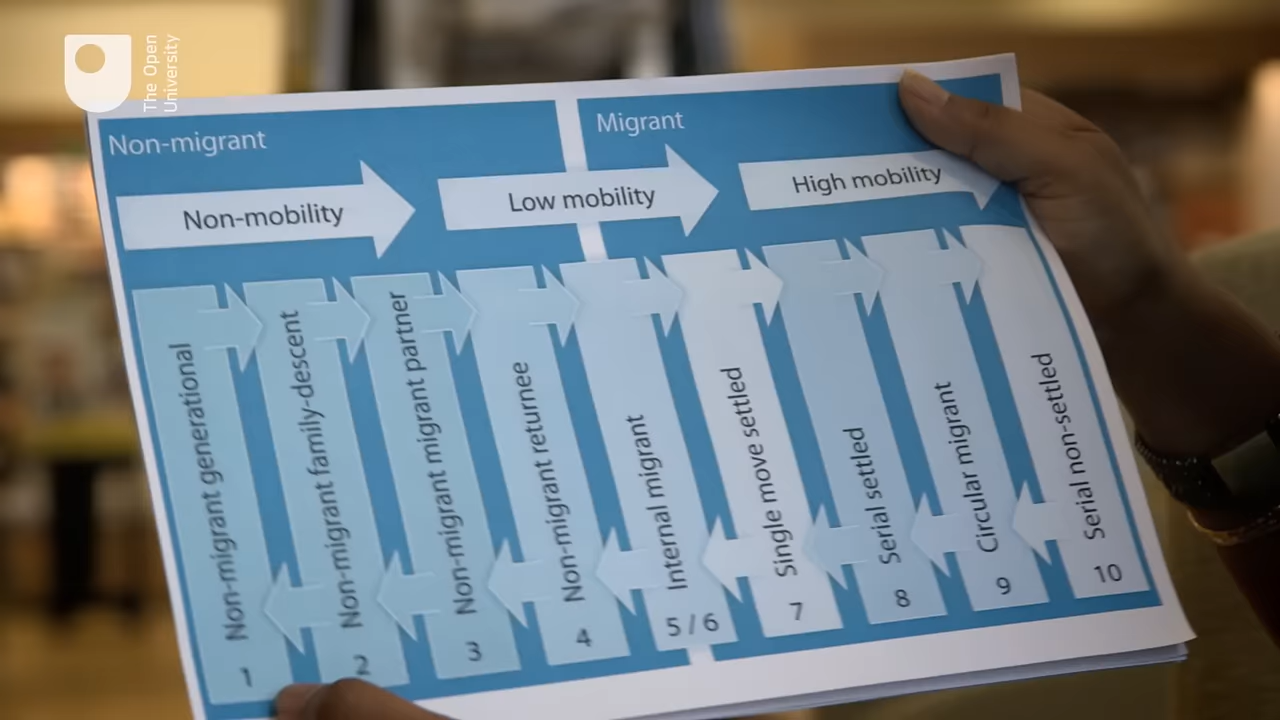 The Open
University
Non-migrant
Migrant
Non-mobility
Low mobility
High mobility
Non-migrant generational
1
Non-migrant family-descent
2
Non-migrant migrant partner
3
Non-migrant returnee
4
Internal migrant
5 / 6
Single move settled
7
Serial settled
8
Circular migrant
9
Serial non-settled
10